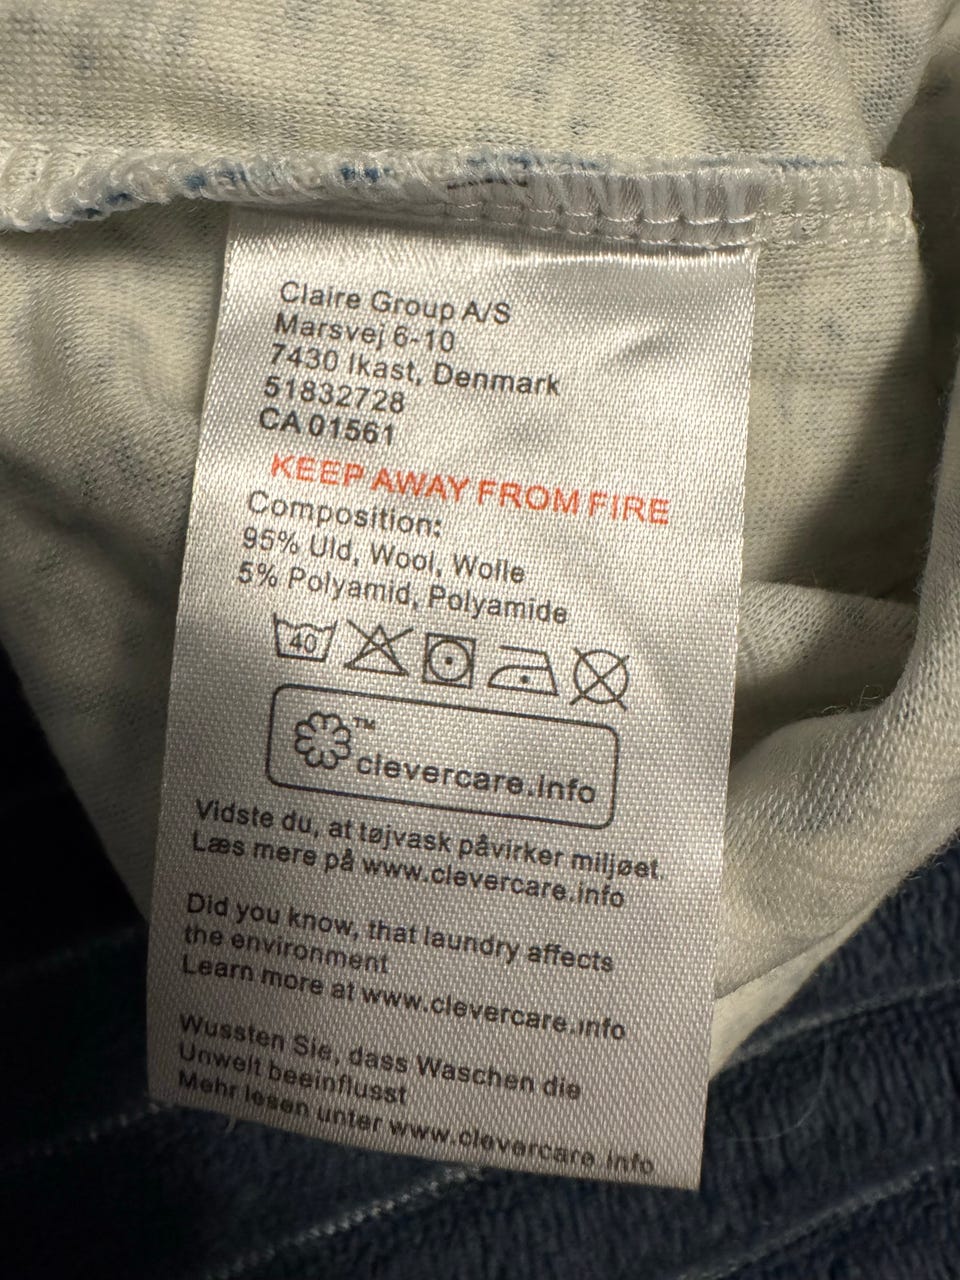 Claire Group A/S
Marsvej 6-10
7430 Ikast, Denmark
51832728
CA 01561
KEEP AWAY FROM FIRE
Composition:
95% Uld, Wool, Wolle
5% Polyamid, Polyamide
40
™
clevercare.info
Vidste du, at tøjvask påvirker miljøet.
Læs mere på www.clevercare.info
Did you know, that laundry affects
the environment
Learn more at www.clevercare.info
Wussten Sie, dass Waschen die
Unwelt beeinflusst
Mehr lesen unter www.clevercare.info